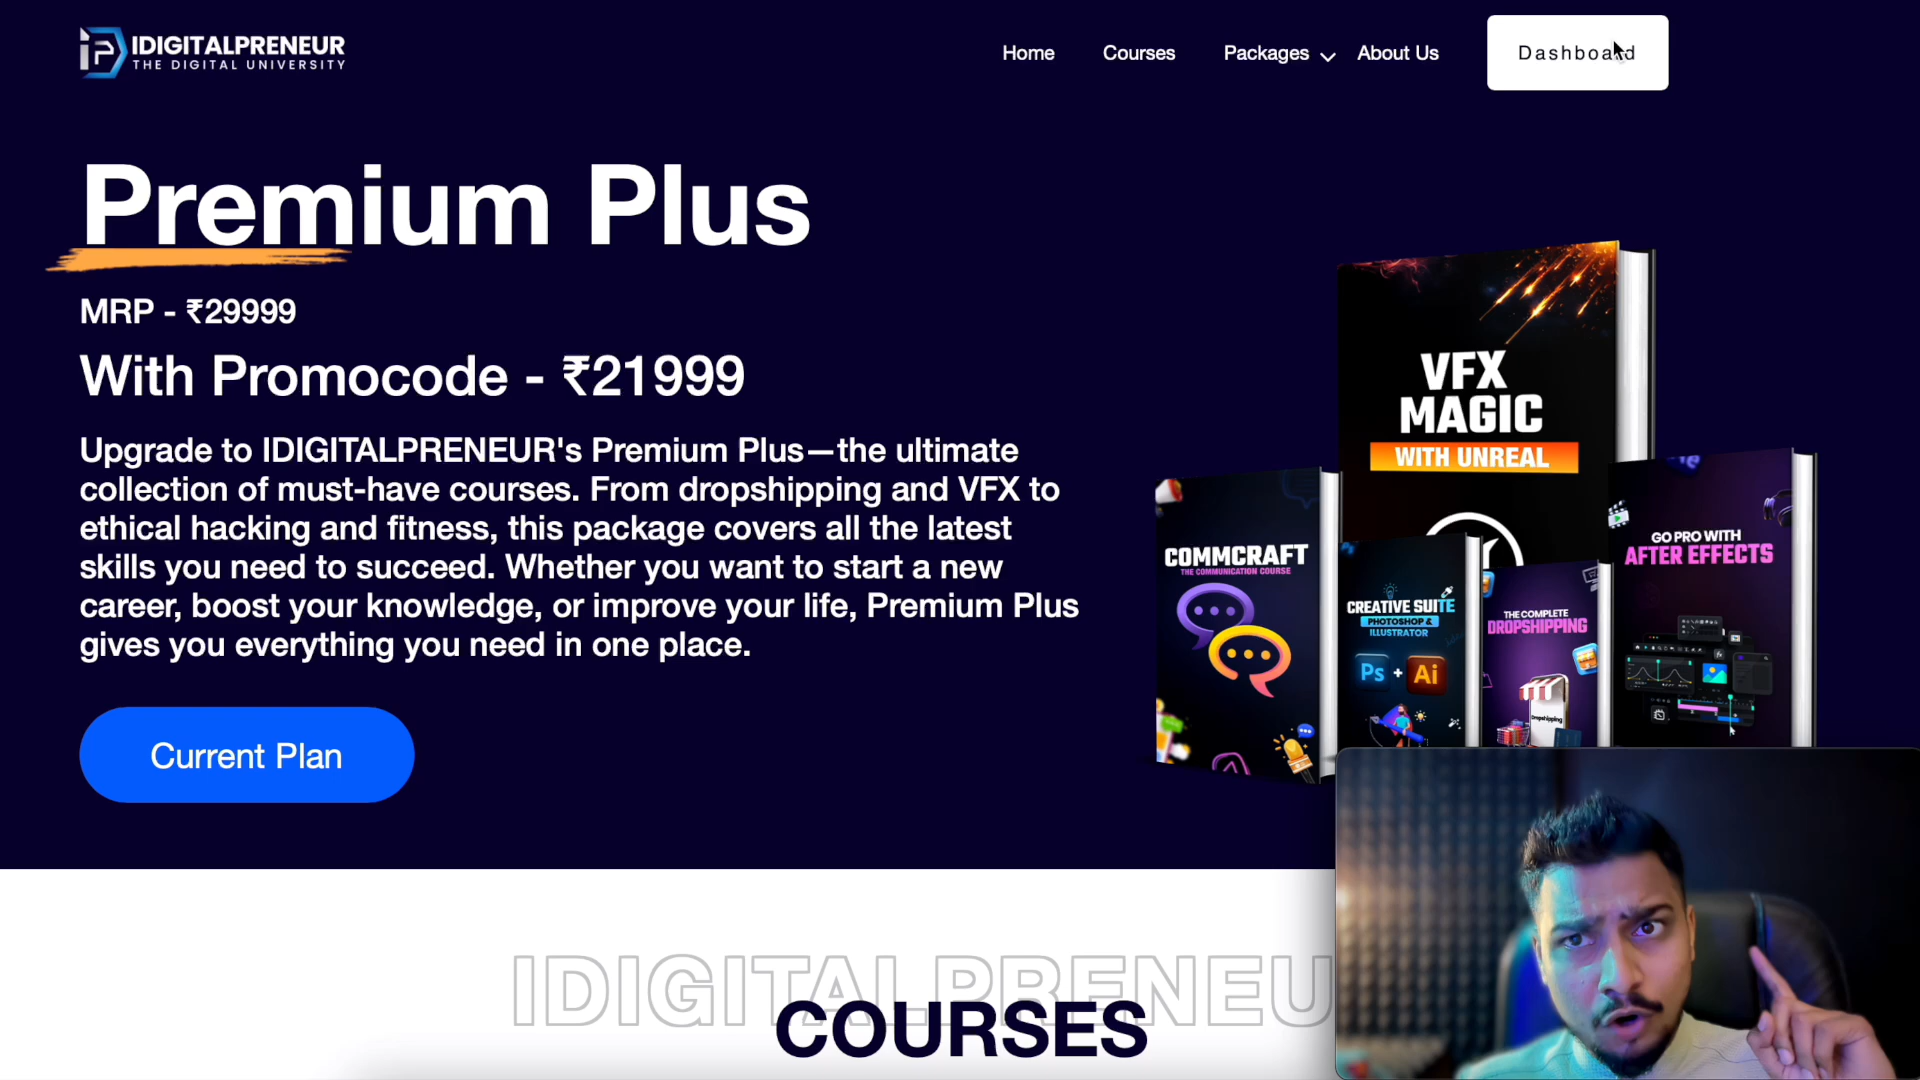 IDIGITALPRENEUR
THE DIGITAL UNIVERSITY
Home
Courses
Packages
About Us
Dashboard
Premium Plus
MRP - ₹29999
With Promocode - ₹21999
Upgrade to IDIGITALPRENEUR's Premium Plus—the ultimate
collection of must-have courses. From dropshipping and VFX to
ethical hacking and fitness, this package covers all the latest
skills you need to succeed. Whether you want to start a new
career, boost your knowledge, or improve your life, Premium Plus
gives you everything you need in one place.
Current Plan
VFX
MAGIC
WITH UNREAL
COMMCRAFT
THE COMMUNICATION COURSE
CREATIVE SUITE
PHOTOSHOP &
ILLUSTRATOR
Ps + Ai
THE COMPLETE
DROPSHIPPING
Dropshipping
GO PRO WITH
AFTER EFFECTS
IDIGITALPRENEU
COURSES